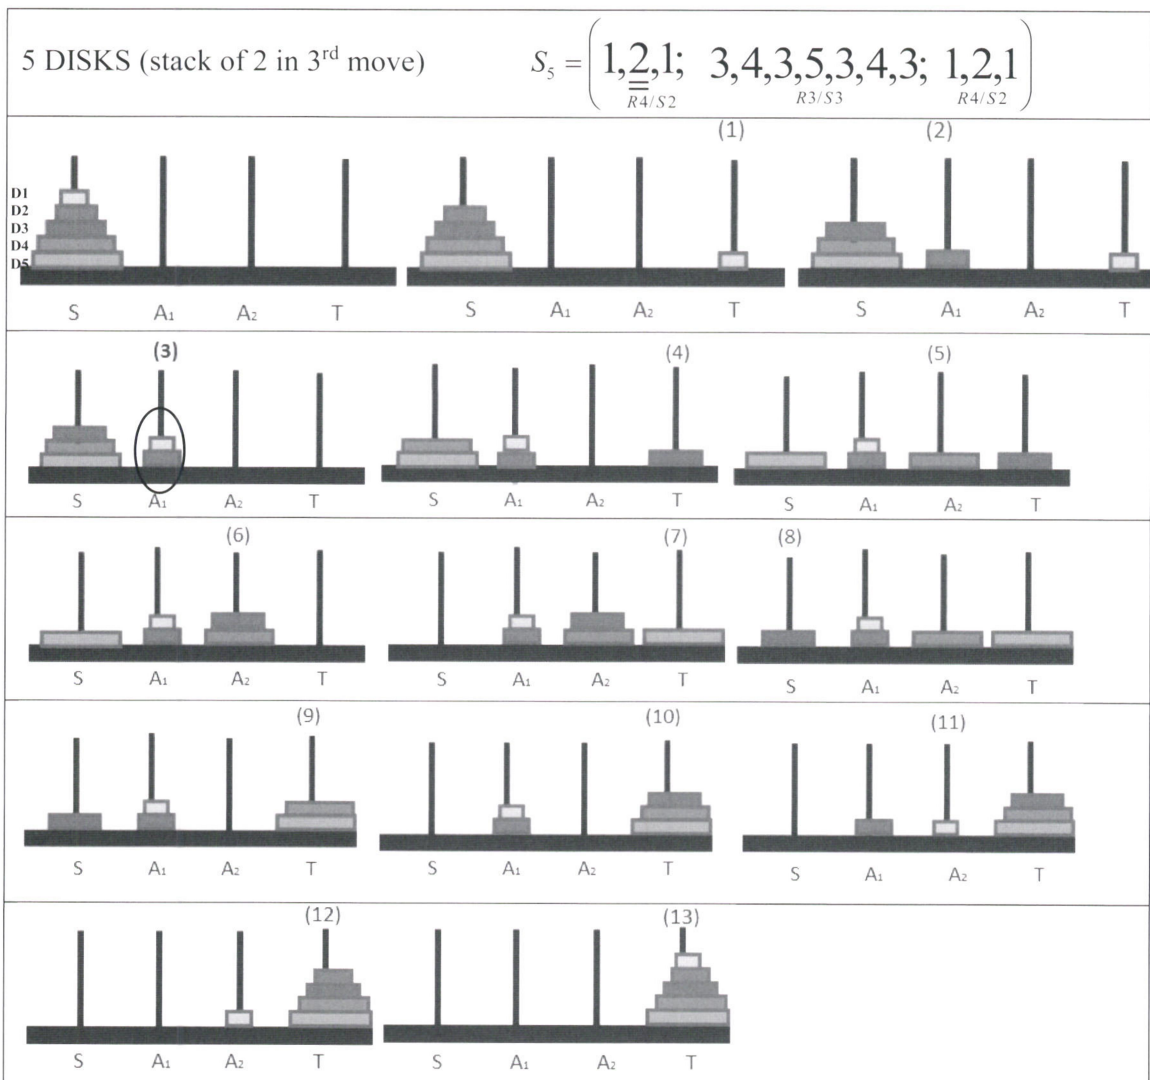 5 DISKS (stack of 2 in 3rd move) S5 = (1,2,1; 3,4,3,5,3,4,3; 1,2,1)
R4/S2 R3/S3 R4/S2
(1) (2)
D1
D2
D3
D4
D5
S A1 A2 T S A1 A2 T S A1 A2 T
(3) (4) (5)
S A1 A2 T S A1 A2 T S A1 A2 T
(6) (7) (8)
S A1 A2 T S A1 A2 T S A1 A2 T
(9) (10) (11)
S A1 A2 T S A1 A2 T S A1 A2 T
(12) (13)
S A1 A2 T S A1 A2 T